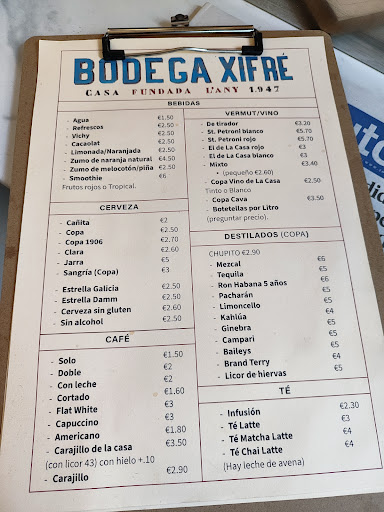 BODEGA XIFRÉ
CASA FUNDADA L'ANY 1947
BEBIDAS
- Agua €1.50
- Refrescos €2.50
- Vichy €2.50
- Cacaolat €2.50
- Limonada/Naranjada €2.50
- Zumo de naranja natural €4.50
- Zumo de melocotón/piña €2.50
- Smoothie €6
Frutos rojos o Tropical.
CERVEZA
- Cañita €2
- Copa €2.50
- Copa 1906 €2.70
- Clara €2.60
- Jarra €5
- Sangría (Copa) €3
- Estrella Galicia €2.50
- Estrella Damm €2.50
- Cerveza sin gluten €2.60
- Sin alcohol €2.50
CAFÉ
- Solo €1.50
- Doble €2
- Con leche €2
- Cortado €1.60
- Flat White €3
- Capuccino €3
- Americano €1.80
- Carajillo de la casa €3.50
(con licor 43) con hielo +.10
- Carajillo €2.90
VERMUT/VINO
- De tirador €3.20
- St. Petroni blanco €5.70
- St. Petroni rojo €5.70
- El de La Casa rojo €3
- El de La Casa blanco €3
- Mixto €3.40
• (pequeño €2.60)
- Copa Vino de La Casa €2.50
Tinto o Blanco
- Copa Cava €3.50
- Botetellas por Litro
(preguntar precio).
DESTILADOS (COPA)
CHUPITO €2.90
- Mezcal €6
- Tequila €5
- Ron Habana 5 años €6
- Pacharán €5
- Limoncello €5
- Kahlúa €4
- Ginebra €5
- Campari €5
- Baileys €5
- Brand Terry €4
- Licor de hiervas €5
TÉ
- Infusión €2.30
- Té Latte €3
- Té Matcha Latte €4
- Té Chai Latte €4
(Hay leche de avena)